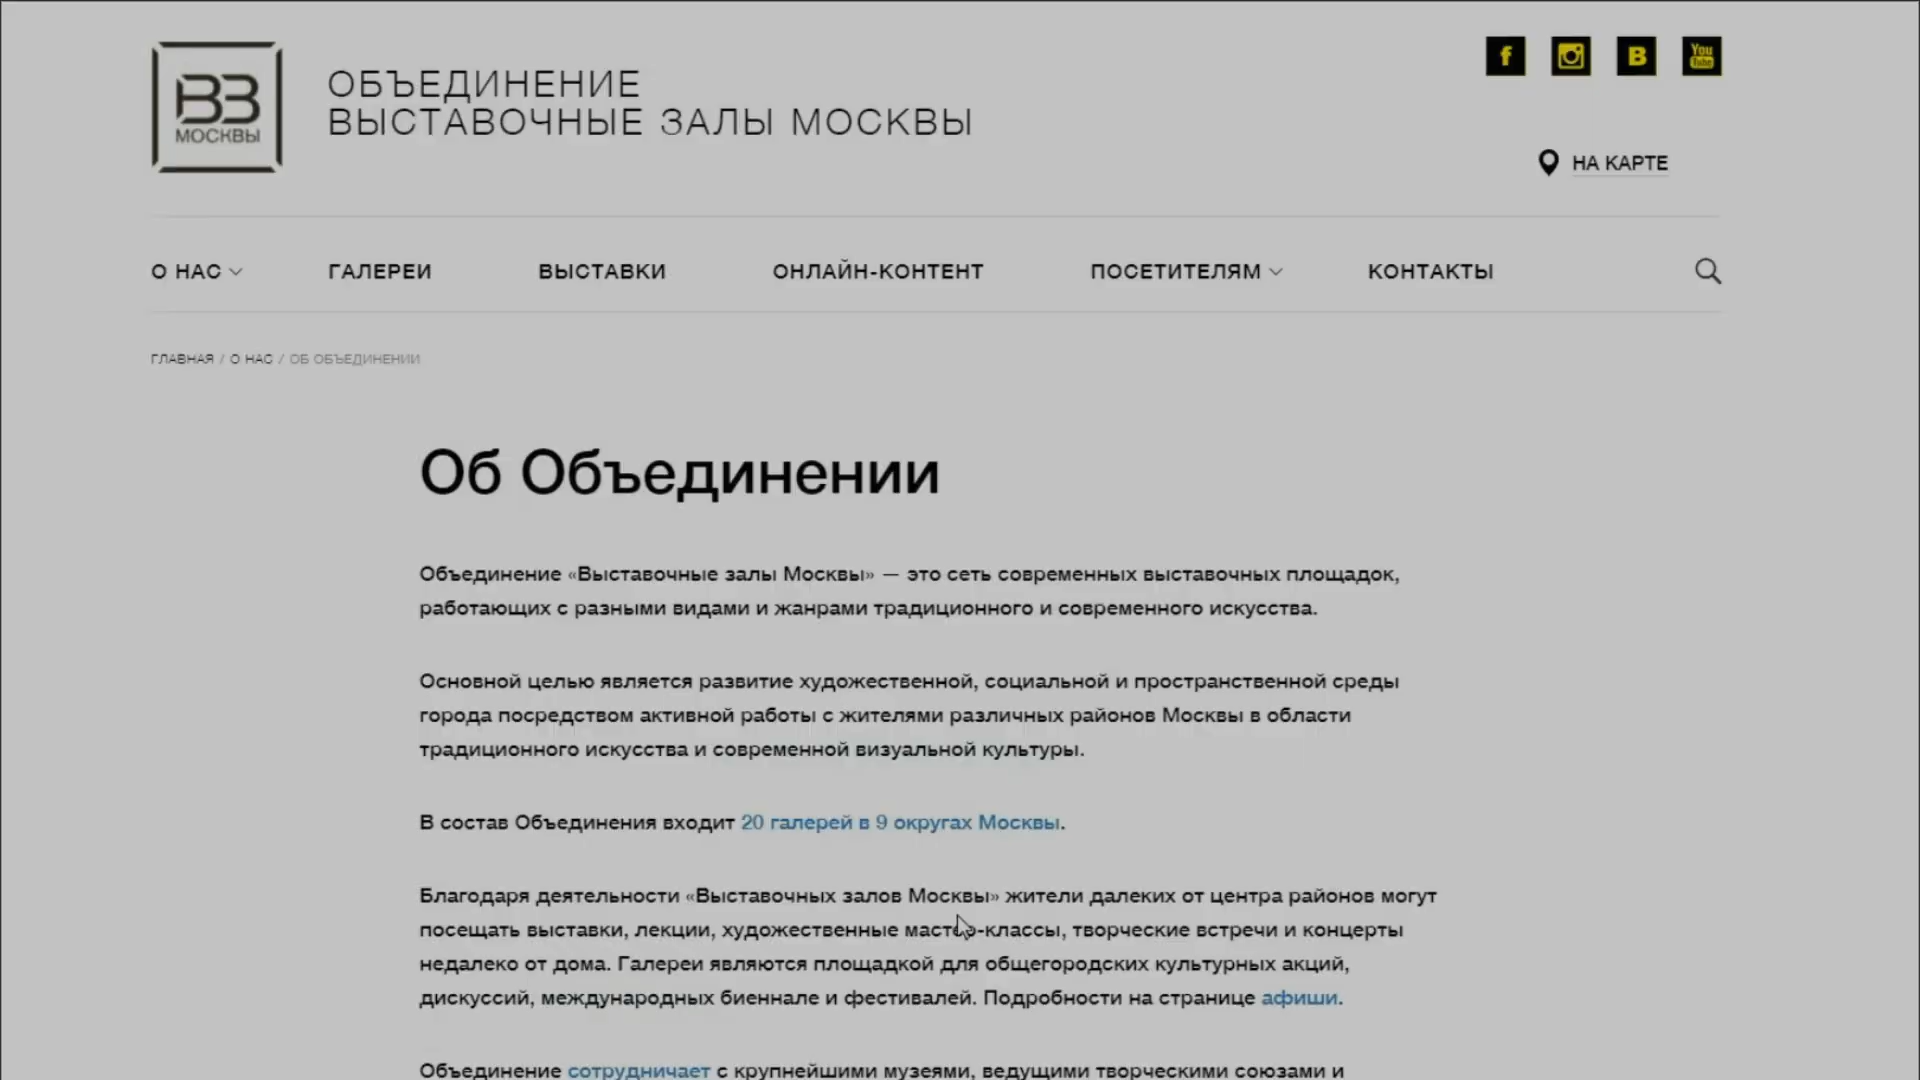 ВЗ
МОСКВЫ
ОБЪЕДИНЕНИЕ
ВЫСТАВОЧНЫЕ ЗАЛЫ МОСКВЫ
f
B
You
Tube
НА КАРТЕ
О НАС
ГАЛЕРЕИ
ВЫСТАВКИ
ОНЛАЙН-КОНТЕНТ
ПОСЕТИТЕЛЯМ
КОНТАКТЫ
ГЛАВНАЯ / О НАС / ОБ ОБЪЕДИНЕНИИ
Об Объединении
Объединение «Выставочные залы Москвы» — это сеть современных выставочных площадок,
работающих с разными видами и жанрами традиционного и современного искусства.
Основной целью является развитие художественной, социальной и пространственной среды
города посредством активной работы с жителями различных районов Москвы в области
традиционного искусства и современной визуальной культуры.
В состав Объединения входит 20 галерей в 9 округах Москвы.
Благодаря деятельности «Выставочных залов Москвы» жители далеких от центра районов могут
посещать выставки, лекции, художественные мастер-классы, творческие встречи и концерты
недалеко от дома. Галереи являются площадкой для общегородских культурных акций,
дискуссий, международных биеннале и фестивалей. Подробности на странице афиши.
Объединение сотрудничает с крупнейшими музеями, ведущими творческими союзами и